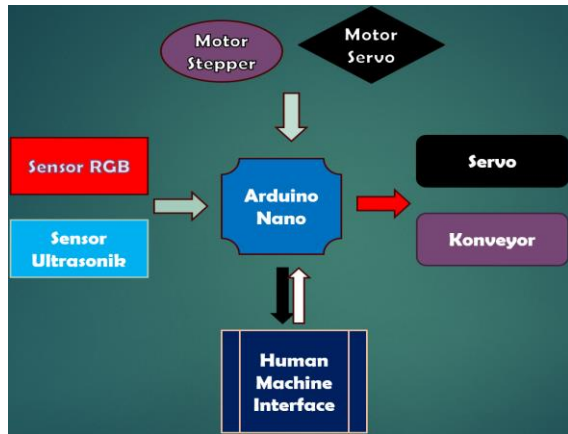 Motor
Stepper
Motor
Servo
Sensor RGB
Sensor
Ultrasonik
Arduino
Nano
Servo
Konveyor
Human
Machine
Interface